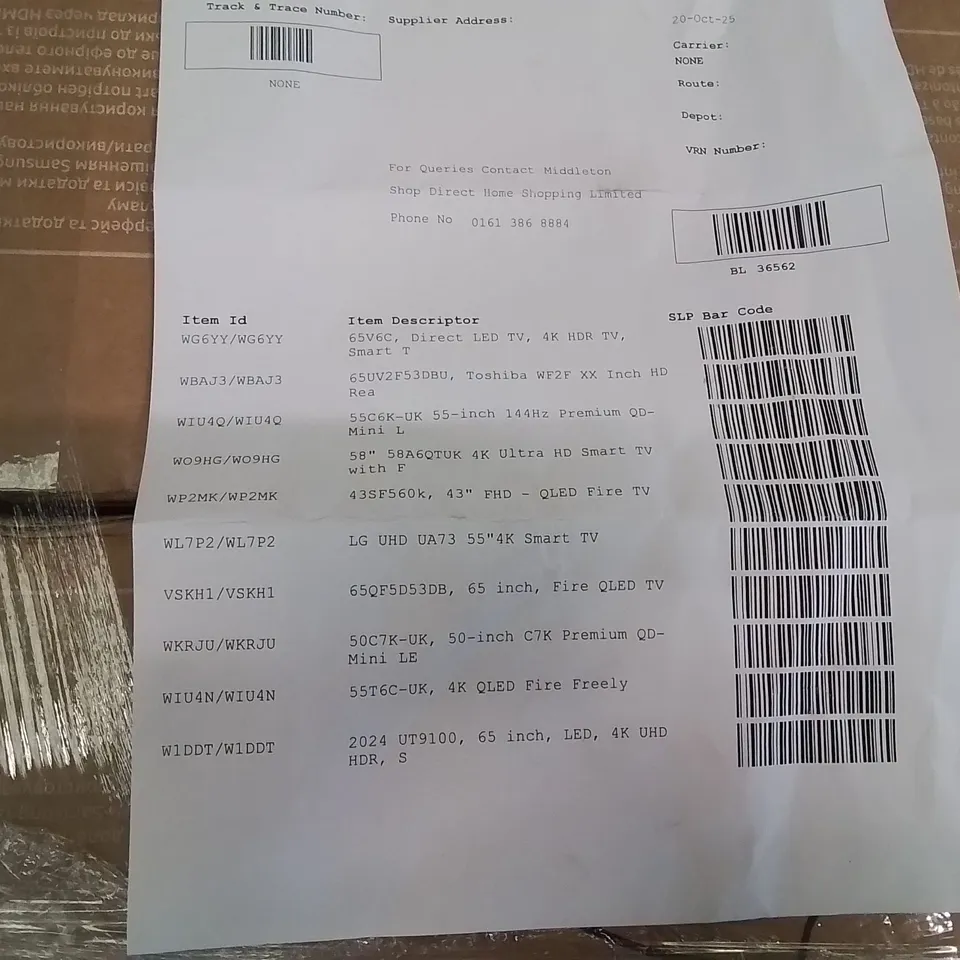 Track & Trace Number:
NONE
Supplier Address:
20-Oct-25
Carrier:
NONE
Route:
Depot:
VRN Number:
For Queries Contact Middleton
Shop Direct Home Shopping Limited
Phone No 0161 386 8884
BL 36562
Item Id Item Descriptor SLP Bar Code
WG6YY/WG6YY 65V6C, Direct LED TV, 4K HDR TV,
Smart T
WBAJ3/WBAJ3 65UV2F53DBU, Toshiba WF2F XX Inch HD
Rea
WIU4Q/WIU4Q 55C6K-UK 55-inch 144Hz Premium QD-
Mini L
WO9HG/WO9HG 58" 58A6QTUK 4K Ultra HD Smart TV
with F
WP2MK/WP2MK 43SF560k, 43" FHD - QLED Fire TV
WL7P2/WL7P2 LG UHD UA73 55"4K Smart TV
VSKH1/VSKH1 65QF5D53DB, 65 inch, Fire QLED TV
WKRJU/WKRJU 50C7K-UK, 50-inch C7K Premium QD-
Mini LE
WIU4N/WIU4N 55T6C-UK, 4K QLED Fire Freely
W1DDT/W1DDT 2024 UT9100, 65 inch, LED, 4K UHD
HDR, S